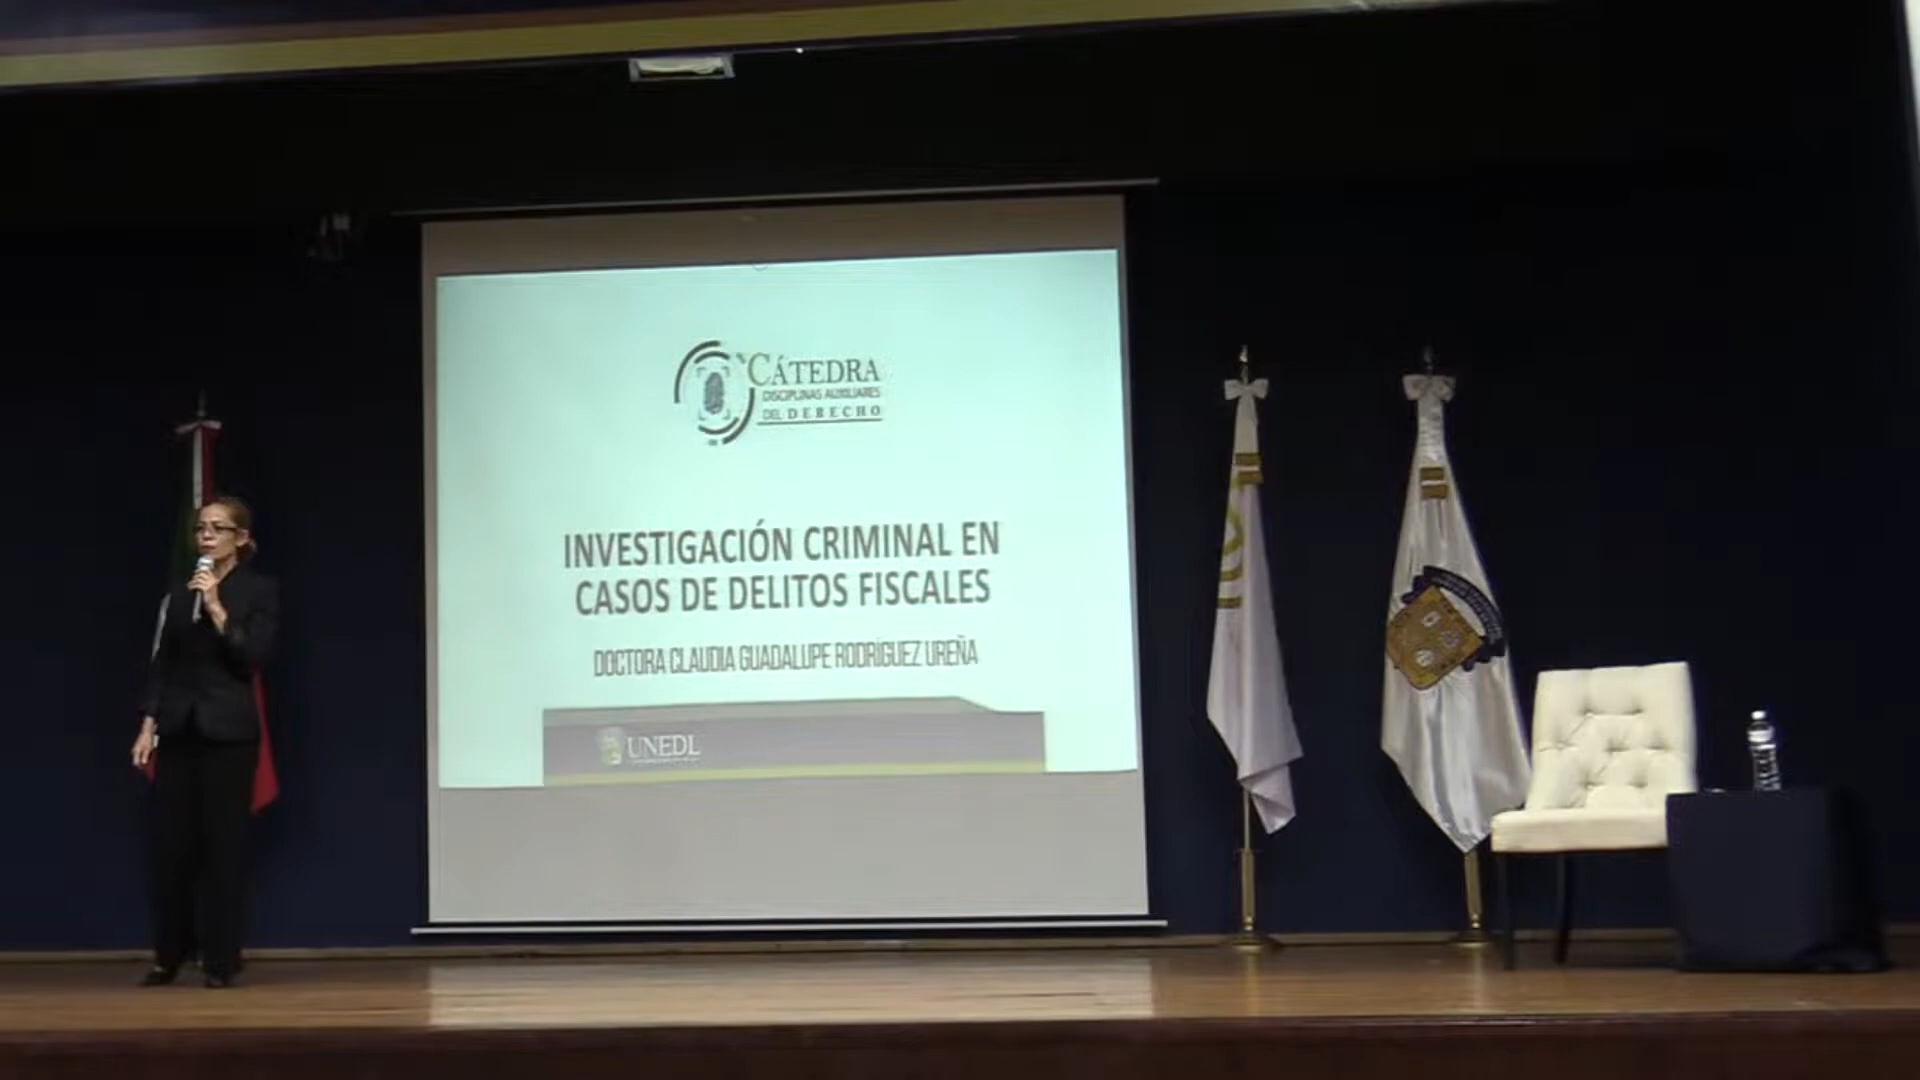 CÁTEDRA
DISCIPLINAS AUXILIARES
DEL DERECHO
INVESTIGACIÓN CRIMINAL EN
CASOS DE DELITOS FISCALES
DOCTORA CLAUDIA GUADALUPE RODRÍGUEZ UREÑA
UNEDL